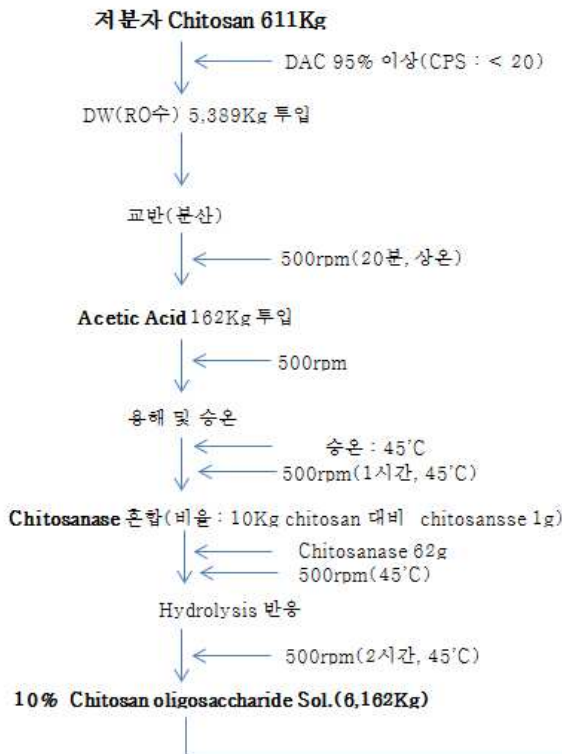 저분자 Chitosan 611Kg
DAC 95% 이상(CPS : < 20)
DW(RO수) 5,389Kg 투입
교반(분산)
500rpm(20분, 상온)
Acetic Acid 162Kg 투입
500rpm
용해 및 승온
승온 : 45℃
500rpm(1시간, 45℃)
Chitosanase 혼합(비율 : 10Kg chitosan 대비 chitosansse 1g)
Chitosanase 62g
500rpm(45℃)
Hydrolysis 반응
500rpm(2시간, 45℃)
10% Chitosan oligosaccharide Sol.(6,162Kg)